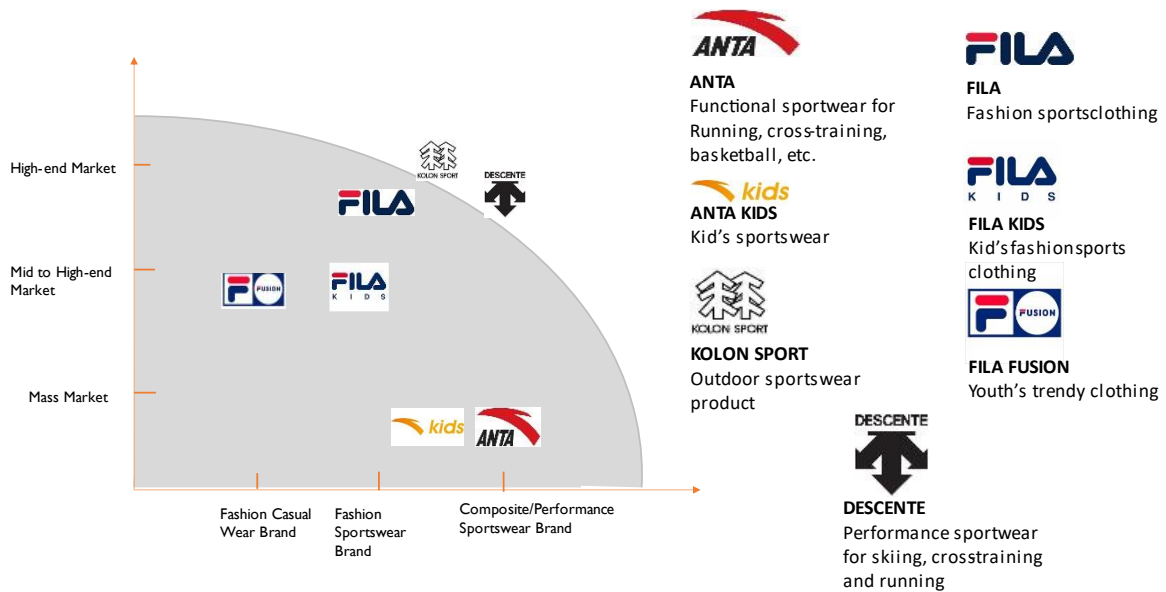 High-end Market
Mid to High-end
Market
Mass Market
KOLON SPORT
DESCENTE
FILA
F FUSION
FILA
KIDS
kids
ANTA
Fashion Casual
Wear Brand
Fashion
Sportswear
Brand
Composite/Performance
Sportswear Brand
ANTA
ANTA
Functional sportwear for
Running, cross-training,
basketball, etc.
kids
ANTA KIDS
Kid's sportswear
KOLON SPORT
KOLON SPORT
Outdoor sportswear
product
FILA
FILA
Fashion sportsclothing
FILA
KIDS
FILA KIDS
Kid'sfashionsports
clothing
F FUSION
FILA FUSION
Youth's trendy clothing
DESCENTE
DESCENTE
Performance sportwear
for skiing, crosstraining
and running